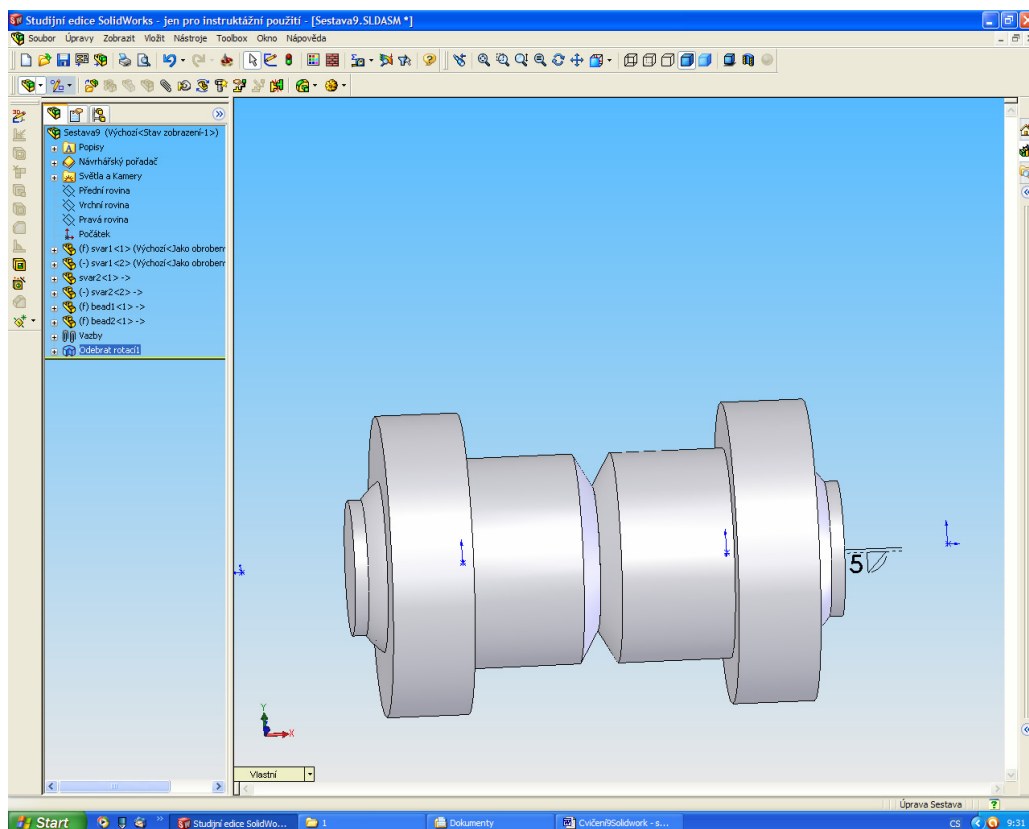 Studijní edice SolidWorks - jen pro instruktážní použití - [Sestava9.SLDASM *]
Soubor Úpravy Zobrazit Vložit Nástroje Toolbox Okno Nápověda
Sestava9 (Výchozí<Stav zobrazení-1>)
Popisy
Návrhářský pořadač
Světla a Kamery
Přední rovina
Vrchní rovina
Pravá rovina
Počátek
(f) svar1<1> (Výchozí<Jako obroben
(-) svar1<2> (Výchozí<Jako obroben
svar2<1> ->
(-) svar2<2> ->
(f) bead1<1> ->
(f) bead2<1> ->
Vazby
Odebrat rotací1
5
Y
X
Vlastní
Úprava Sestava
Start
Studijní edice SolidWo...
1
Dokumenty
Cvičení9Solidwork - s...
CS
9:31